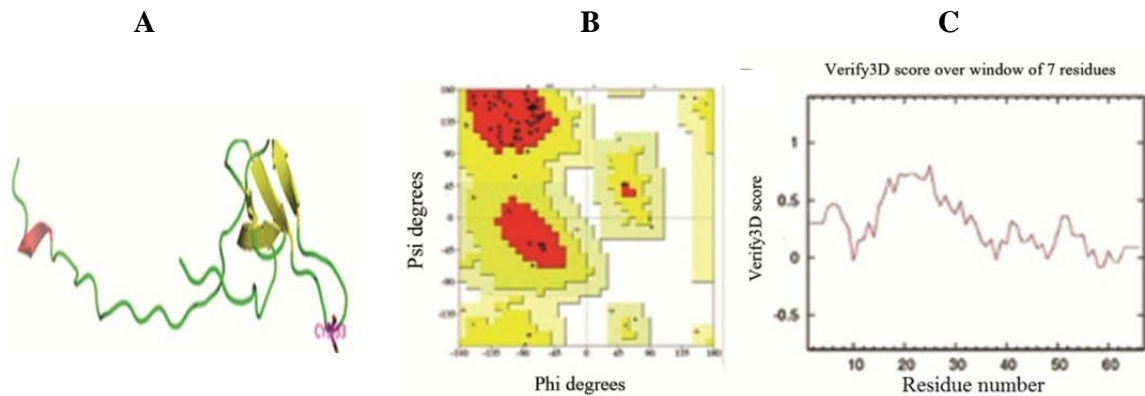 A
B
C
Verify3D score over window of 7 residues
180
135
90
45
0
-45
-90
-135
-180 -135 -90 -45 0 45 90 135 180
Psi degrees
Phi degrees
1
0.5
0
-0.5
10 20 30 40 50 60
Verify3D score
Residue number